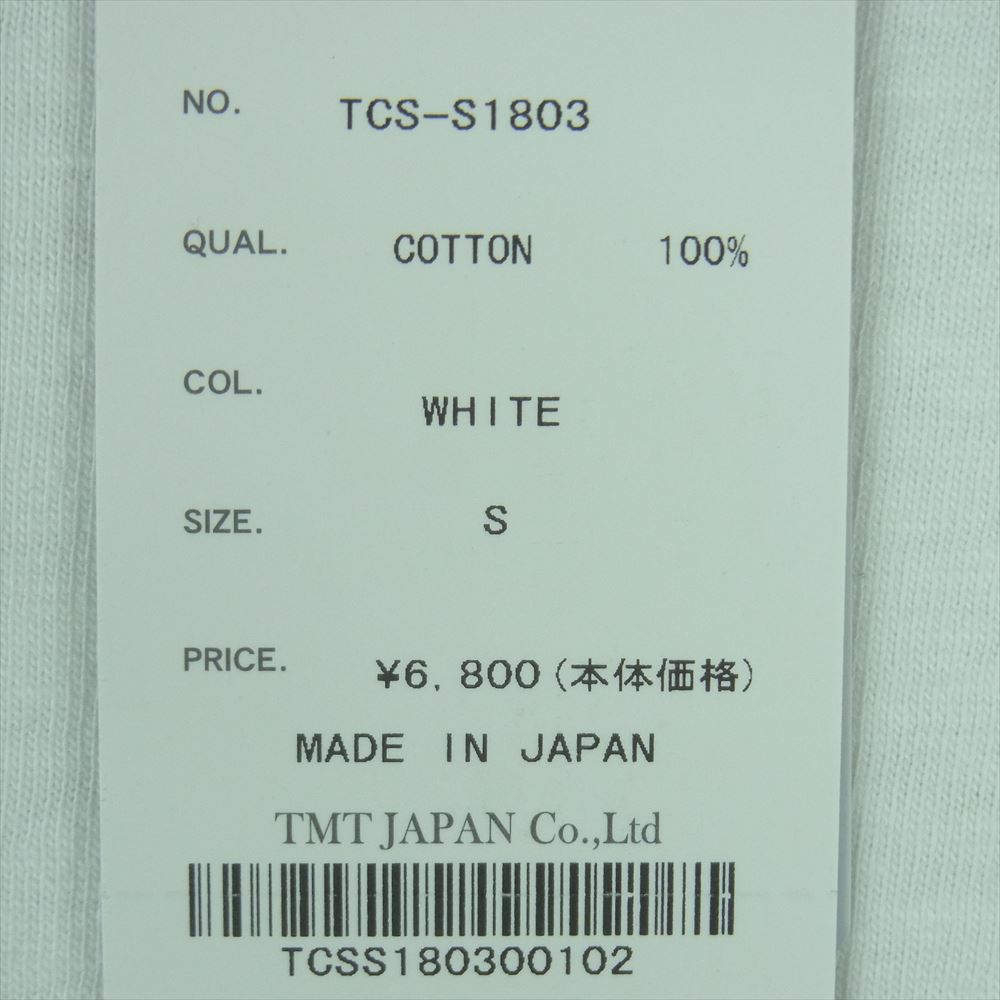 NO. TCS-S1803
QUAL. COTTON 100%
COL. WHITE
SIZE. S
PRICE. ¥6,800(本体価格)
MADE IN JAPAN
TMT JAPAN Co.,Ltd
TCSS180300102